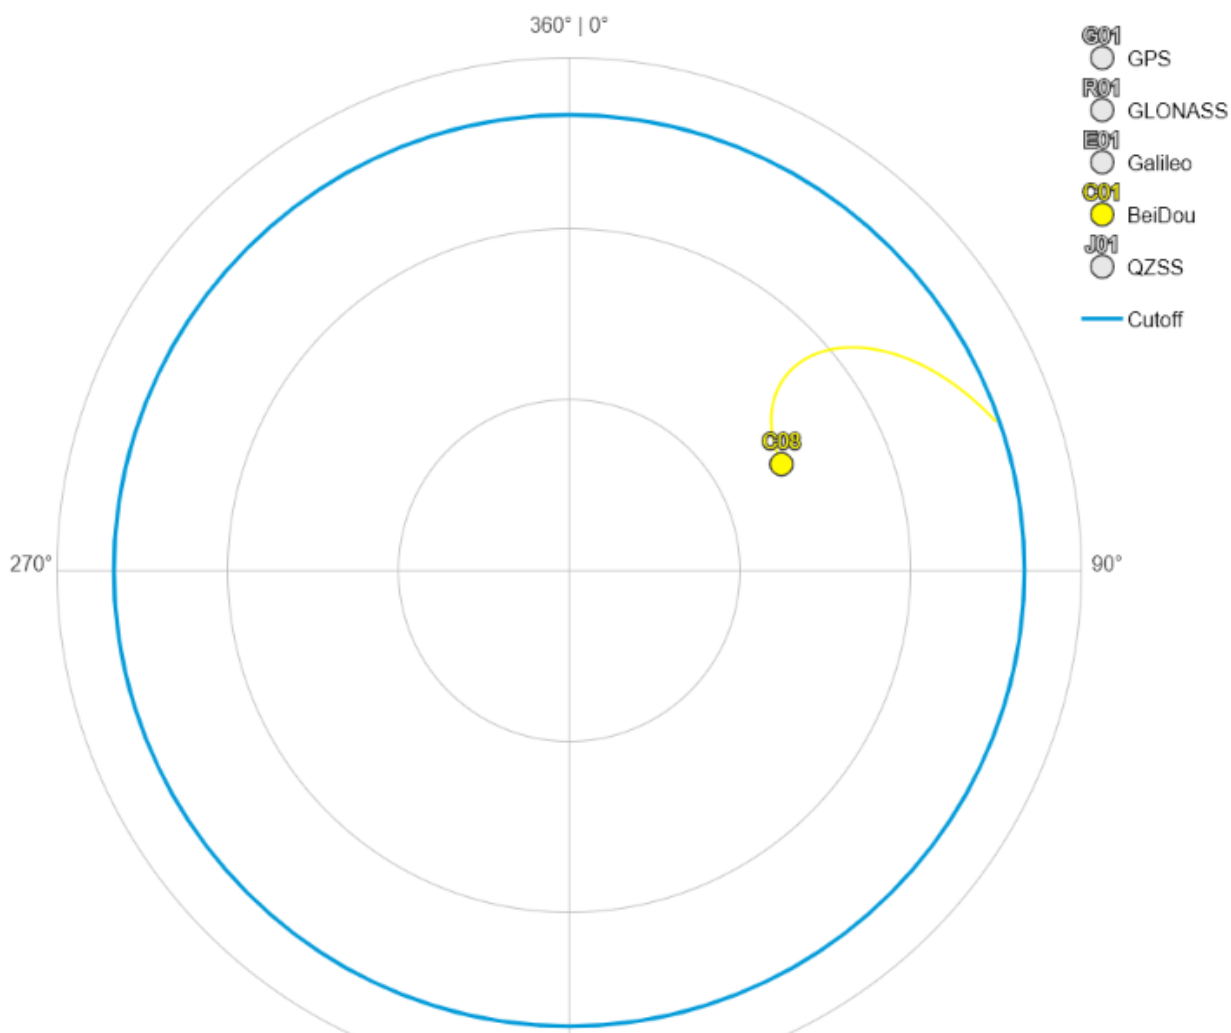 360° | 0°
G01
GPS
R01
GLONASS
E01
Galileo
C01
BeiDou
J01
QZSS
Cutoff
C08
270°
90°